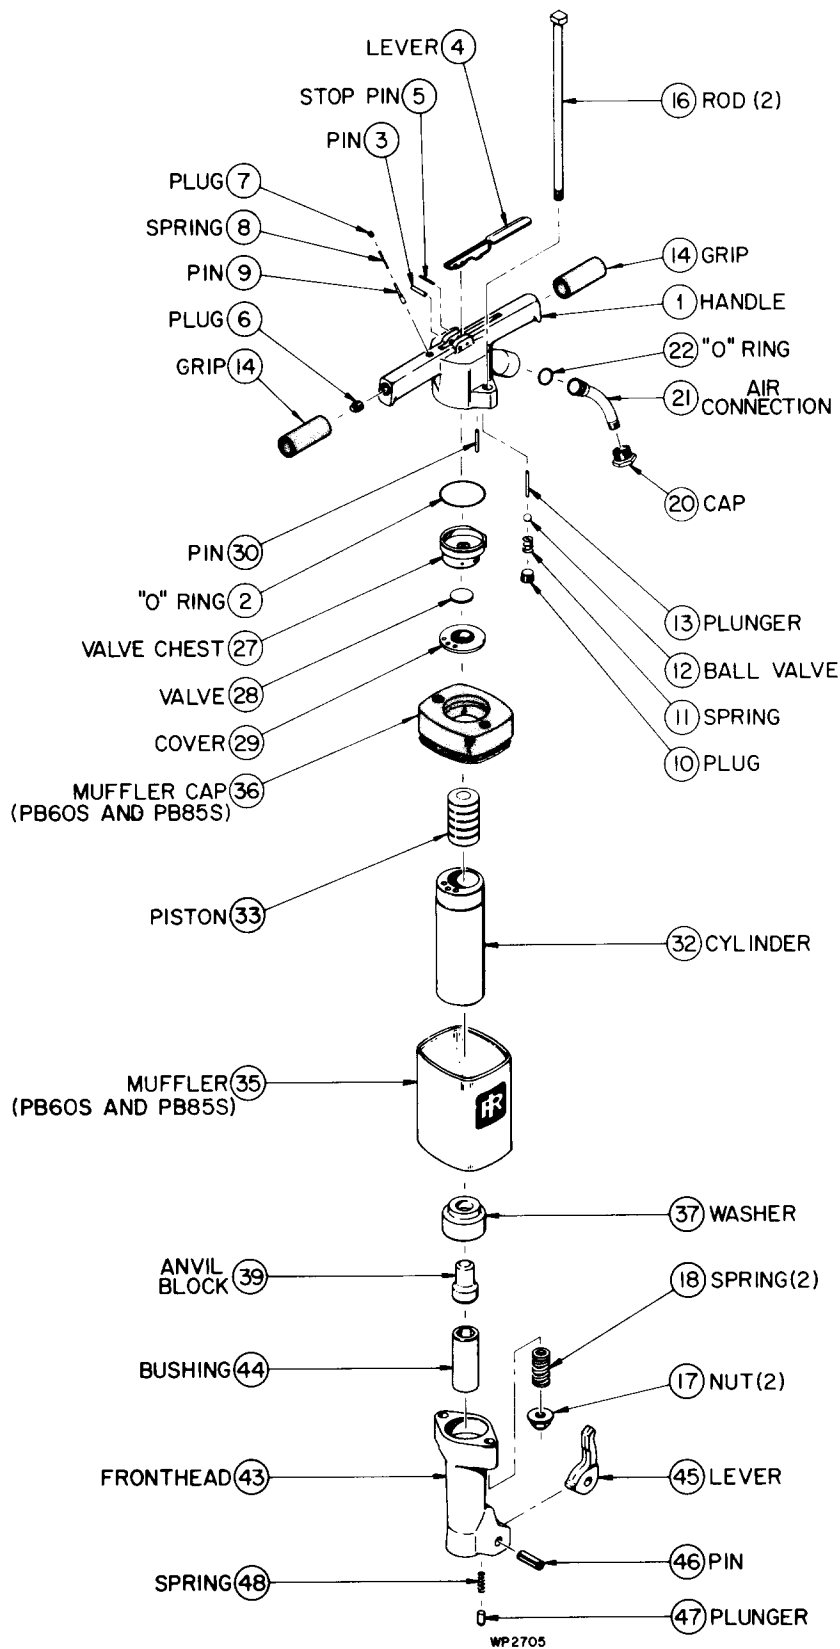 LEVER 4
STOP PIN 5
16 ROD (2)
PIN 3
PLUG 7
SPRING 8
14 GRIP
PIN 9
1 HANDLE
PLUG 6
22 "O" RING
GRIP 14
21 AIR
CONNECTION
20 CAP
PIN 30
"O" RING 2
13 PLUNGER
VALVE CHEST 27
12 BALL VALVE
VALVE 28
11 SPRING
COVER 29
10 PLUG
MUFFLER CAP 36
(PB60S AND PB85S)
PISTON 33
32 CYLINDER
MUFFLER 35
(PB60S AND PB85S)
IR
37 WASHER
ANVIL
BLOCK 39
18 SPRING(2)
BUSHING 44
17 NUT(2)
FRONTHEAD 43
45 LEVER
46 PIN
SPRING 48
47 PLUNGER
WP2705